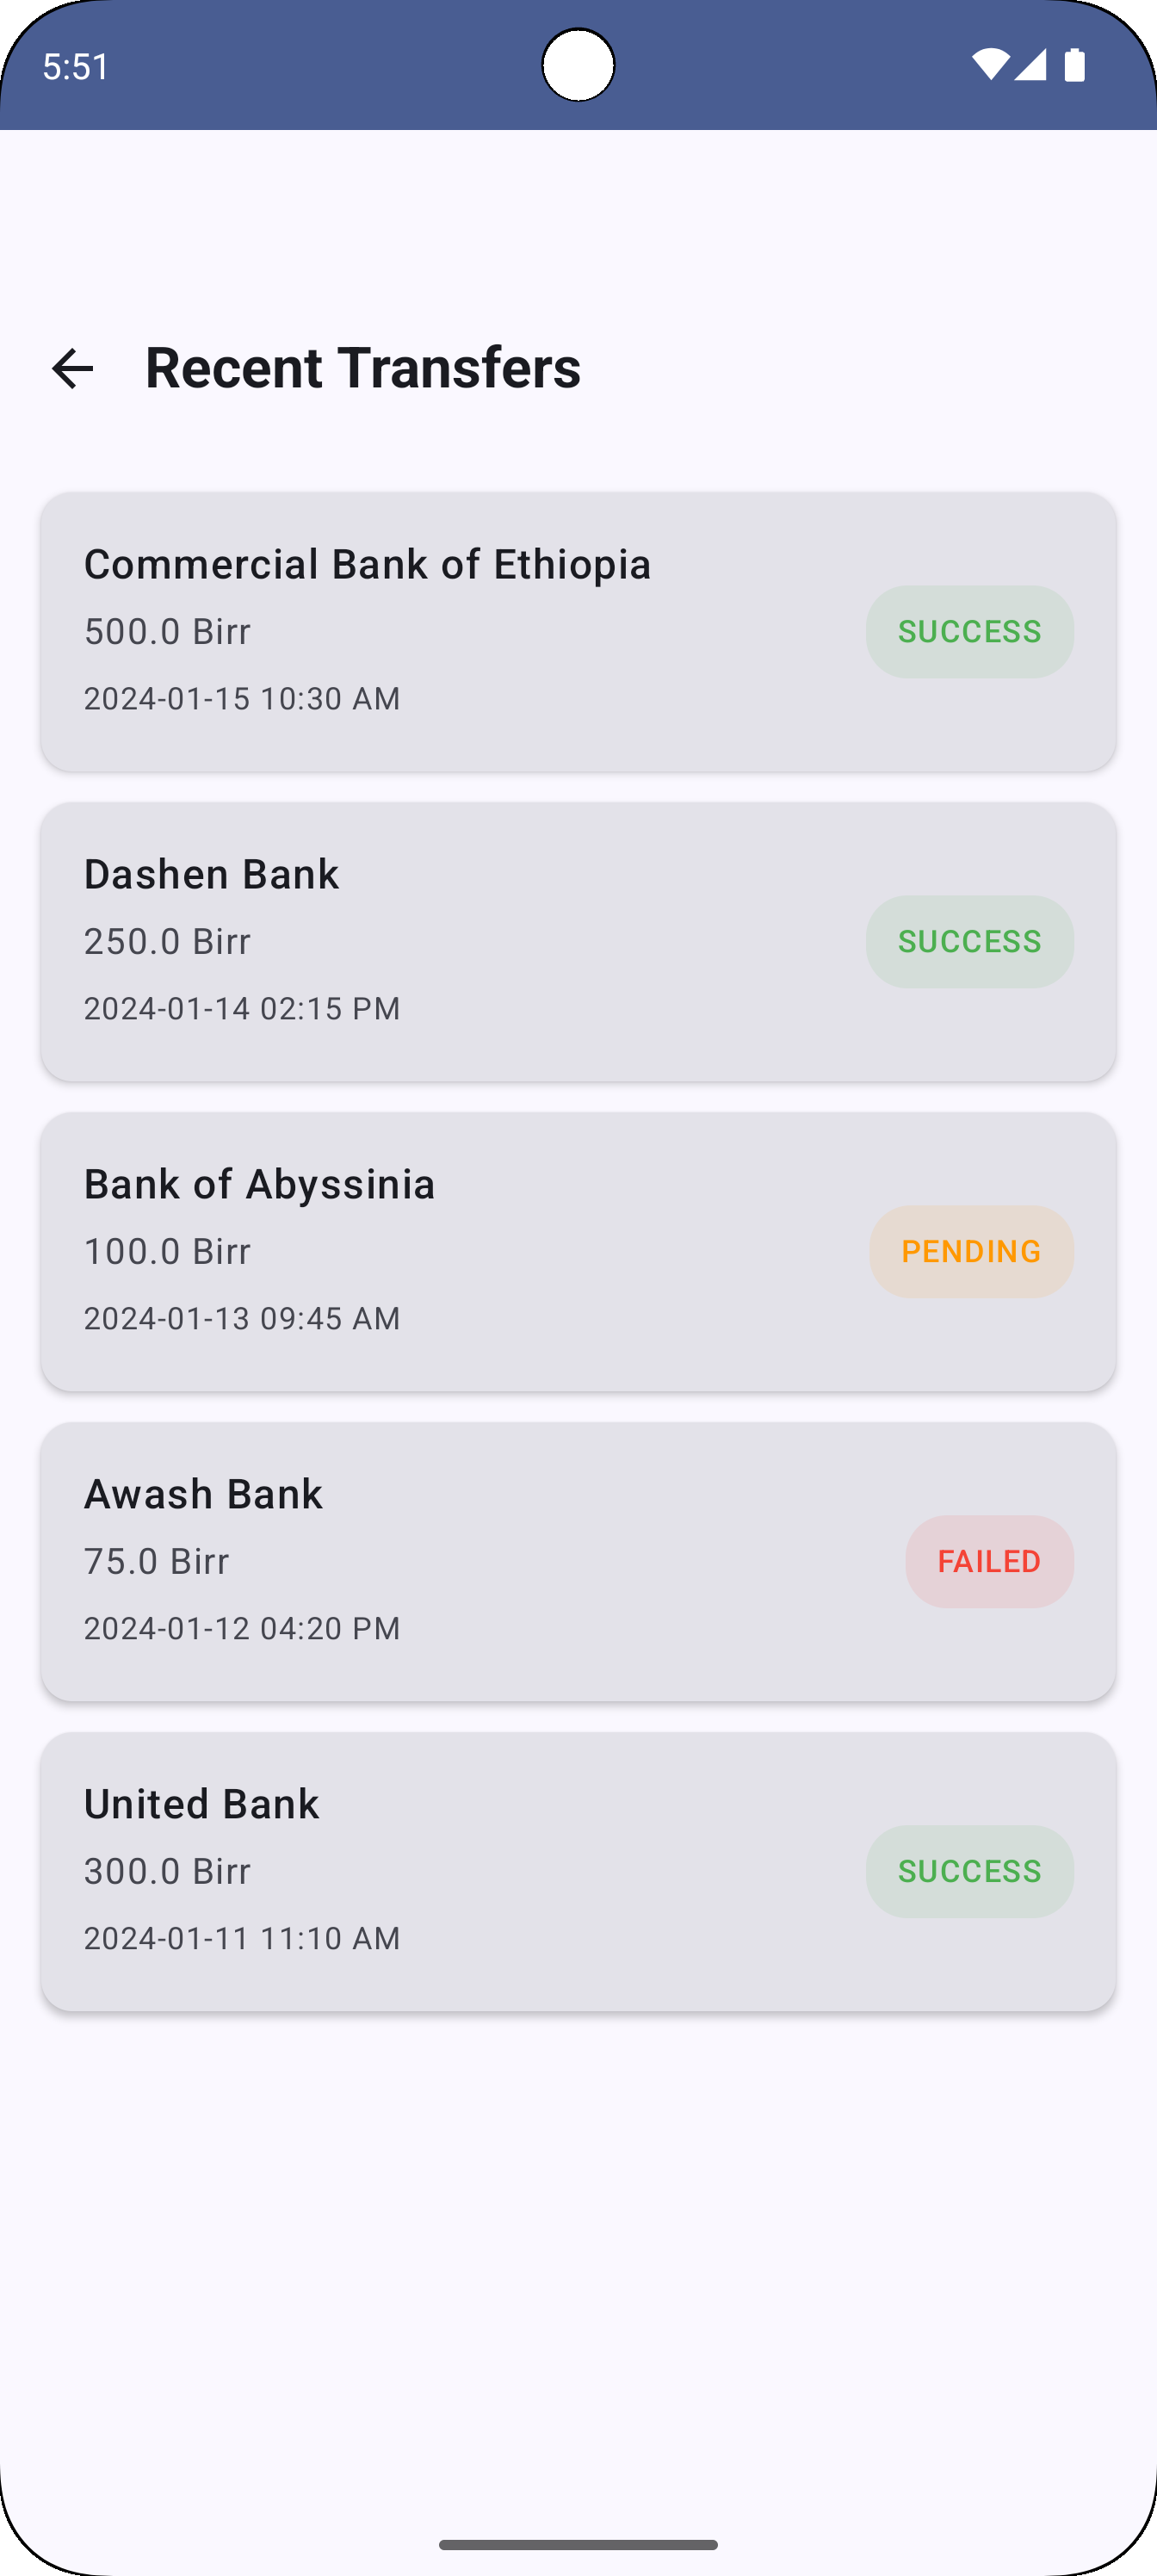 5:51
Recent Transfers
Commercial Bank of Ethiopia
500.0 Birr
SUCCESS
2024-01-15 10:30 AM
Dashen Bank
250.0 Birr
SUCCESS
2024-01-14 02:15 PM
Bank of Abyssinia
100.0 Birr
PENDING
2024-01-13 09:45 AM
Awash Bank
75.0 Birr
FAILED
2024-01-12 04:20 PM
United Bank
300.0 Birr
SUCCESS
2024-01-11 11:10 AM